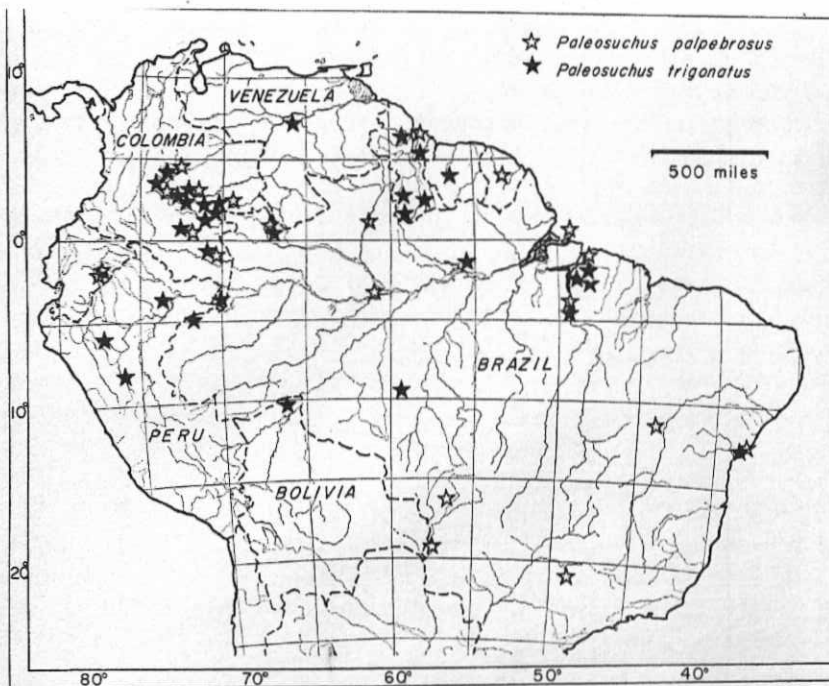 ☆ Paleosuchus palpebrosus
★ Paleosuchus trigonatus
500 miles
VENEZUELA
COLOMBIA
BRAZIL
PERU
BOLIVIA
10°
0°
10°
20°
80°
70°
60°
50°
40°